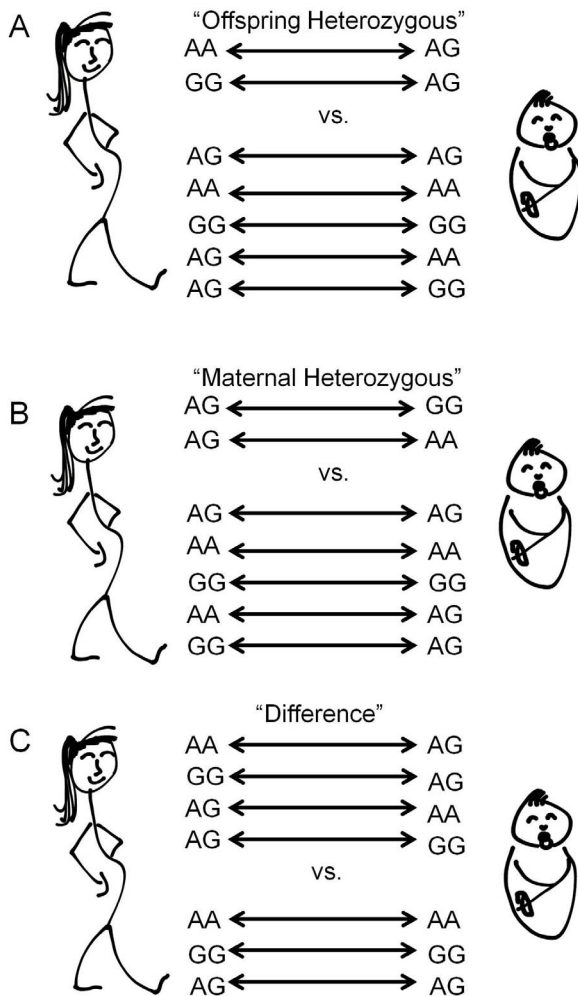 A
“Offspring Heterozygous”
AA AG
GG AG
vs.
AG AG
AA AA
GG GG
AG AA
AG GG
B
“Maternal Heterozygous”
AG GG
AG AA
vs.
AG AG
AA AA
GG GG
AA AG
GG AG
C
“Difference”
AA AG
GG AG
AG AA
AG GG
vs.
AA AA
GG GG
AG AG